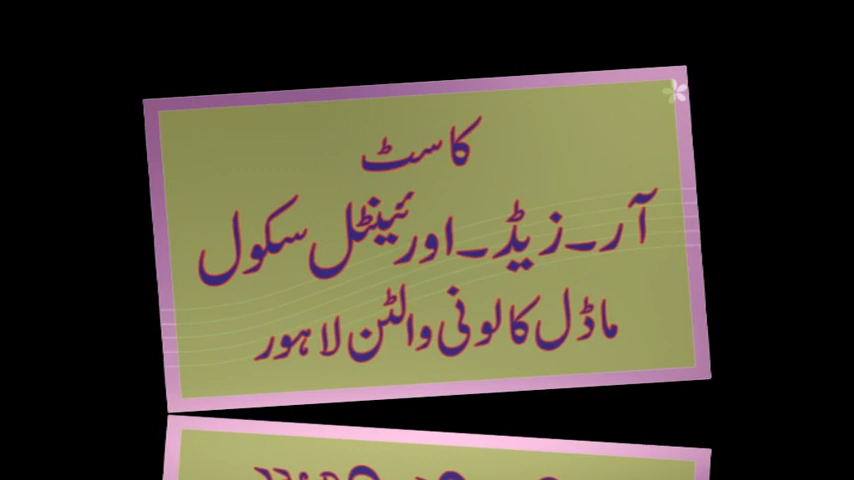 کاسٹ
آر۔زیڈ۔اورئینٹل سکول
ماڈل کالونی والٹن لاہور